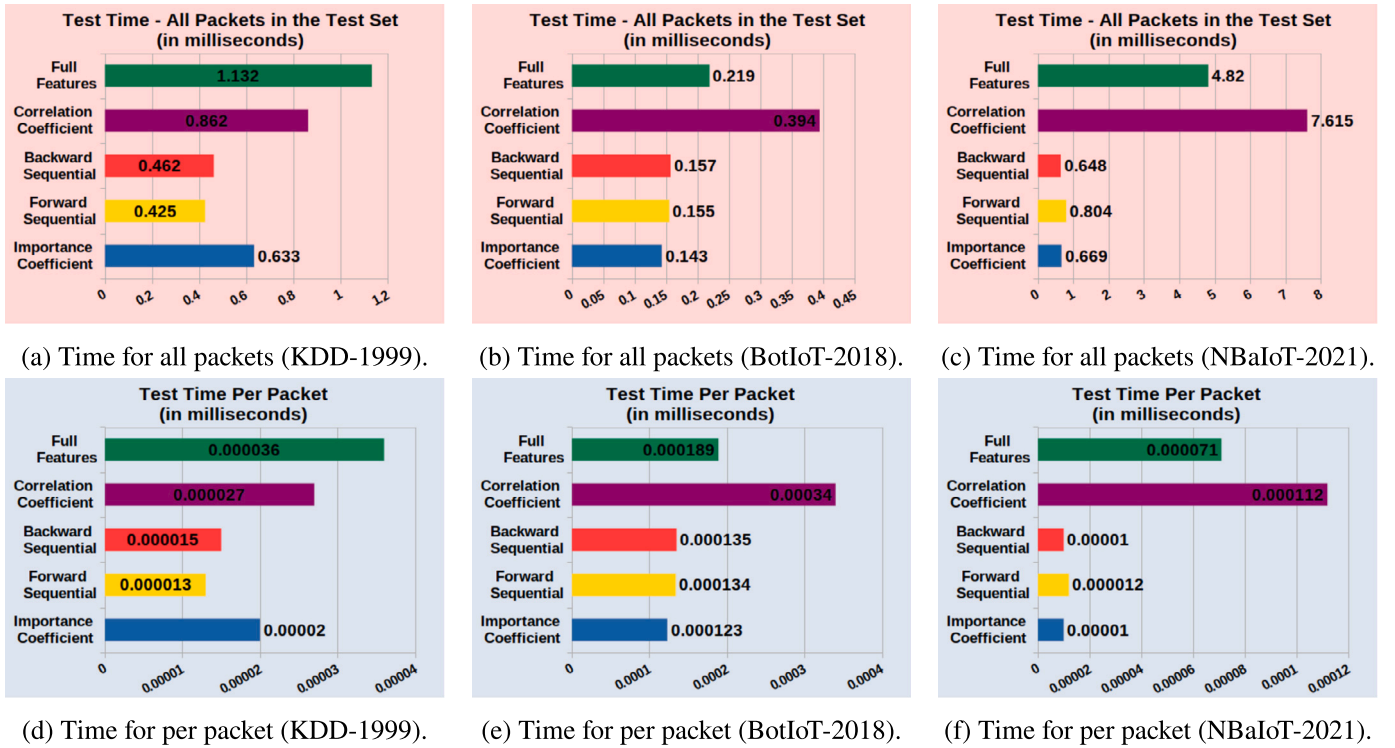 Test Time - All Packets in the Test Set
(in milliseconds)
Full
Features
1.132
Correlation
Coefficient
0.862
Backward
Sequential
0.462
Forward
Sequential
0.425
Importance
Coefficient
0.633
0 0.2 0.4 0.6 0.8 1 1.2
(a) Time for all packets (KDD-1999).
Test Time - All Packets in the Test Set
(in milliseconds)
Full
Features
0.219
Correlation
Coefficient
0.394
Backward
Sequential
0.157
Forward
Sequential
0.155
Importance
Coefficient
0.143
0 0.05 0.1 0.15 0.2 0.25 0.3 0.35 0.4 0.45
(b) Time for all packets (BotIoT-2018).
Test Time - All Packets in the Test Set
(in milliseconds)
Full
Features
4.82
Correlation
Coefficient
7.615
Backward
Sequential
0.648
Forward
Sequential
0.804
Importance
Coefficient
0.669
0 1 2 3 4 5 6 7 8
(c) Time for all packets (NBaIoT-2021).
Test Time Per Packet
(in milliseconds)
Full
Features
0.000036
Correlation
Coefficient
0.000027
Backward
Sequential
0.000015
Forward
Sequential
0.000013
Importance
Coefficient
0.00002
0 0.00001 0.00002 0.00003 0.00004
(d) Time for per packet (KDD-1999).
Test Time Per Packet
(in milliseconds)
Full
Features
0.000189
Correlation
Coefficient
0.00034
Backward
Sequential
0.000135
Forward
Sequential
0.000134
Importance
Coefficient
0.000123
0 0.0001 0.0002 0.0003 0.0004
(e) Time for per packet (BotIoT-2018).
Test Time Per Packet
(in milliseconds)
Full
Features
0.000071
Correlation
Coefficient
0.000112
Backward
Sequential
0.00001
Forward
Sequential
0.000012
Importance
Coefficient
0.00001
0 0.00002 0.00004 0.00006 0.00008 0.0001 0.00012
(f) Time for per packet (NBaIoT-2021).